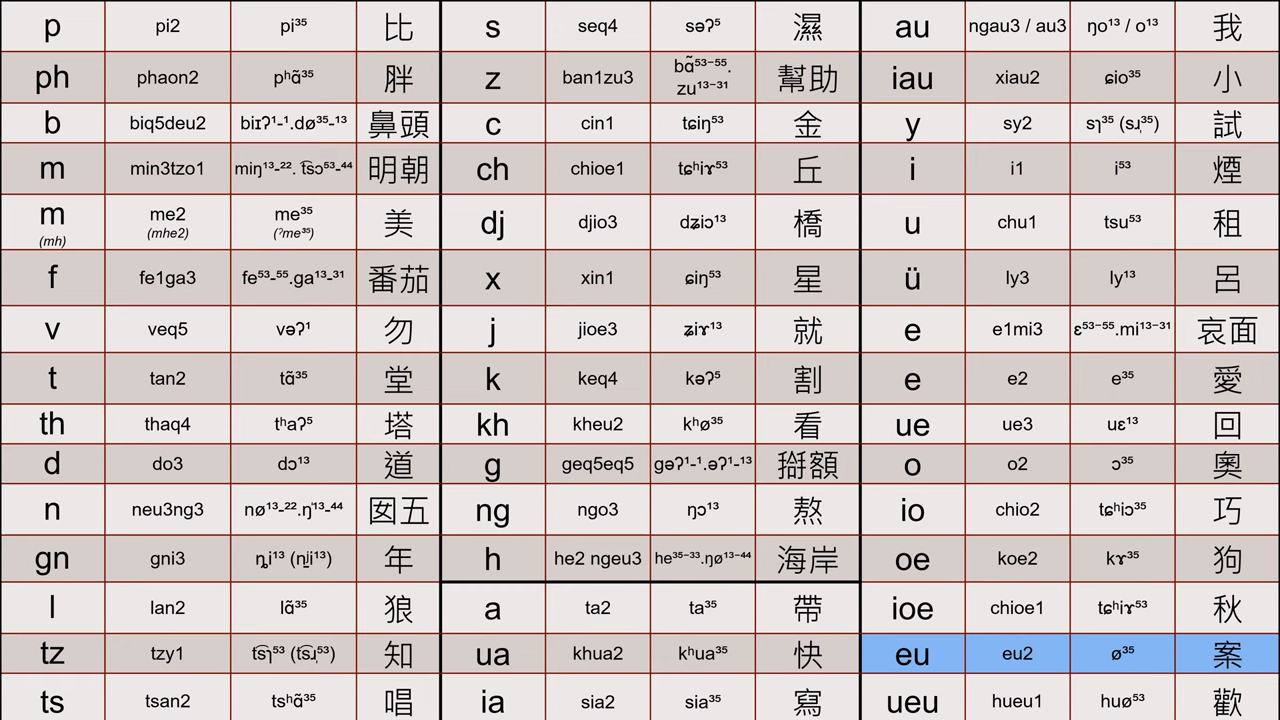 p pi2 pi³⁵ 比
ph phaon2 pʰɑ̃³⁵ 胖
b biq5deu2 biɪʔ¹⁻¹.dø³⁵⁻¹³ 鼻頭
m min3tzo1 miŋ¹³⁻²². t͡sɔ⁵³⁻⁴⁴ 明朝
m me2 me³⁵ 美
(mh) (mhe2) (ˀme³⁵)
f fe1ga3 fe⁵³⁻⁵⁵.ga¹³⁻³¹ 番茄
v veq5 vəʔ¹ 勿
t tan2 tɑ̃³⁵ 堂
th thaq4 tʰaʔ⁵ 塔
d do3 dɔ¹³ 道
n neu3ng3 nø¹³⁻²².ŋ̍¹³⁻⁴⁴ 囡五
gn gni3 n̠i¹³ (ni¹³) 年
l lan2 lɑ̃³⁵ 狼
tz tzy1 t͡sɿ⁵³ (t͡sɹ̩⁵³) 知
ts tsan2 tsʰɑ̃³⁵ 唱
s seq4 səʔ⁵ 濕
z ban1zu3 bɑ̃⁵³⁻⁵⁵. 幫助
zu¹³⁻³¹
c cin1 tɕiŋ⁵³ 金
ch chioe1 tɕʰiɤ⁵³ 丘
dj djio3 dʑiɔ¹³ 橋
x xin1 ɕiŋ⁵³ 星
j jioe3 ʑiɤ¹³ 就
k keq4 kəʔ⁵ 割
kh kheu2 kʰø³⁵ 看
g geq5eq5 gəʔ¹⁻¹.əʔ¹⁻¹³ 搿額
ng ngo3 ŋɔ¹³ 熬
h he2 ngeu3 he³⁵⁻³³.ŋø¹³⁻⁴⁴ 海岸
a ta2 ta³⁵ 帶
ua khua2 kʰua³⁵ 快
ia sia2 sia³⁵ 寫
au ngau3 / au3 ŋo¹³ / o¹³ 我
iau xiau2 ɕio³⁵ 小
y sy2 sɿ³⁵ (sɹ̩³⁵) 試
i i1 i⁵³ 煙
u chu1 tsu⁵³ 租
ü ly3 ly¹³ 呂
e e1mi3 ɛ⁵³⁻⁵⁵.mi¹³⁻³¹ 哀面
e e2 e³⁵ 愛
ue ue3 uɛ¹³ 回
o o2 ɔ³⁵ 奧
io chio2 tɕʰiɔ³⁵ 巧
oe koe2 kɤ³⁵ 狗
ioe chioe1 tɕʰiɤ⁵³ 秋
eu eu2 ø³⁵ 案
ueu hueu1 huø⁵³ 歡